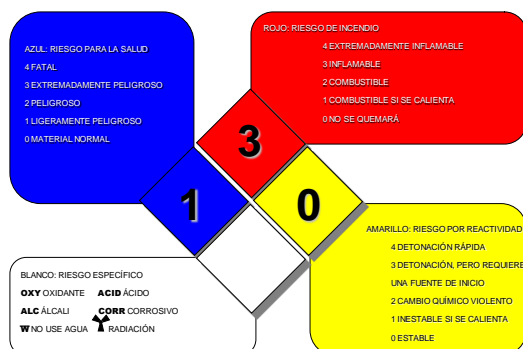 AZUL: RIESGO PARA LA SALUD
4 FATAL
3 EXTREMADAMENTE PELIGROSO
2 PELIGROSO
1 LIGERAMENTE PELIGROSO
0 MATERIAL NORMAL
ROJO: RIESGO DE INCENDIO
4 EXTREMADAMENTE INFLAMABLE
3 INFLAMABLE
2 COMBUSTIBLE
1 COMBUSTIBLE SI SE CALIENTA
0 NO SE QUEMARÁ
3
1
0
BLANCO: RIESGO ESPECÍFICO
OXY OXIDANTE ACID ÁCIDO
ALC ÁLCALI CORR CORROSIVO
W NO USE AGUA RADIACIÓN
AMARILLO: RIESGO POR REACTIVIDAD
4 DETONACIÓN RÁPIDA
3 DETONACIÓN, PERO REQUIERE
UNA FUENTE DE INICIO
2 CAMBIO QUÍMICO VIOLENTO
1 INESTABLE SI SE CALIENTA
0 ESTABLE